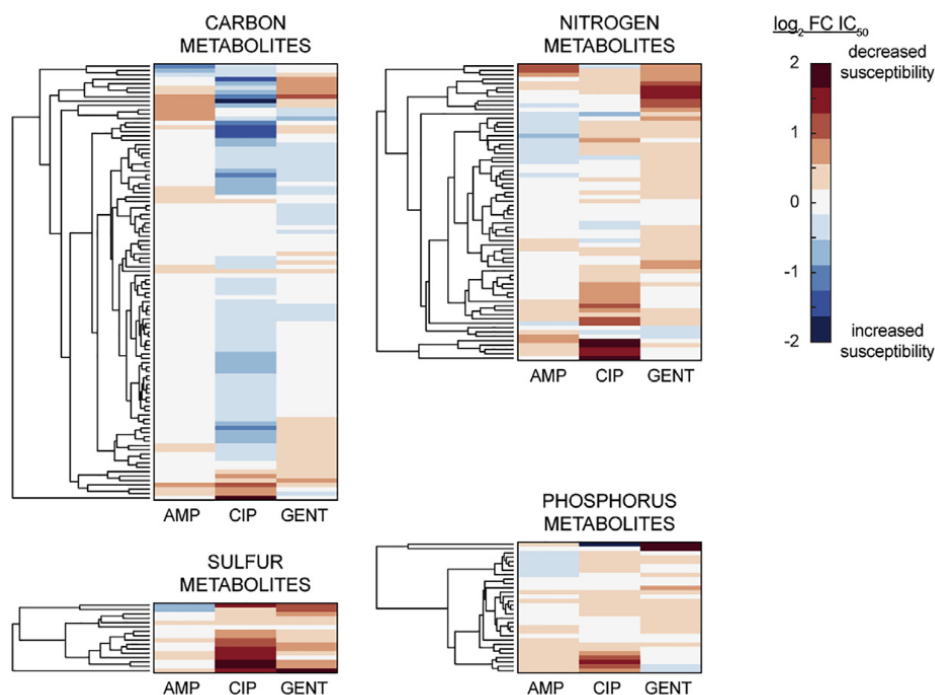 CARBON
METABOLITES
AMP CIP GENT
NITROGEN
METABOLITES
AMP CIP GENT
log₂ FC IC₅₀
decreased
susceptibility
2
1
0
-1
-2
increased
susceptibility
SULFUR
METABOLITES
AMP CIP GENT
PHOSPHORUS
METABOLITES
AMP CIP GENT